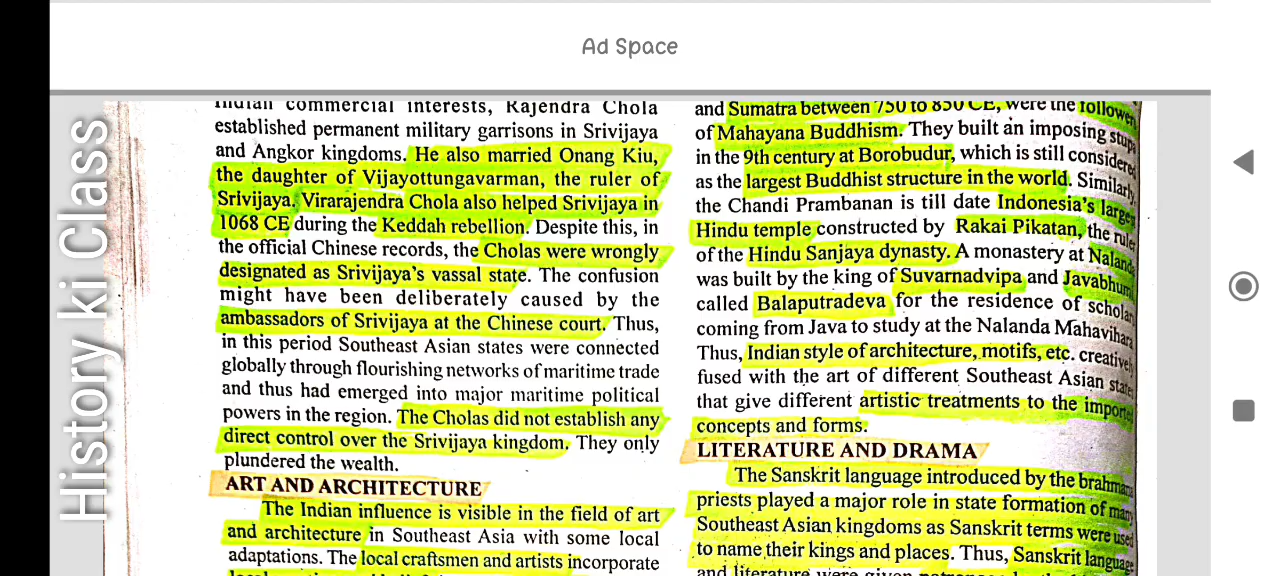 Ad Space
History ki Class
Indian commercial interests, Rajendra Chola
established permanent military garrisons in Srivijaya
and Angkor kingdoms. He also married Onang Kiu,
the daughter of Vijayottungavarman, the ruler of
Srivijaya. Virarajendra Chola also helped Srivijaya in
1068 CE during the Keddah rebellion. Despite this, in
the official Chinese records, the Cholas were wrongly
designated as Srivijaya's vassal state. The confusion
might have been deliberately caused by the
ambassadors of Srivijaya at the Chinese court. Thus,
in this period Southeast Asian states were connected
globally through flourishing networks of maritime trade
and thus had emerged into major maritime political
powers in the region. The Cholas did not establish any
direct control over the Srivijaya kingdom. They only
plundered the wealth.
ART AND ARCHITECTURE
The Indian influence is visible in the field of art
and architecture in Southeast Asia with some local
adaptations. The local craftsmen and artists incorporate
and Sumatra between 750 to 850 CE, were the
of Mahayana Buddhism. They built an imposing
in the 9th century at Borobudur, which is still considered
as the largest Buddhist structure in the world. Similarly,
the Chandi Prambanan is till date Indonesia's
Hindu temple constructed by Rakai Pikatan, the
of the Hindu Sanjaya dynasty. A monastery at
was built by the king of Suvarnadvipa and
called Balaputradeva for the residence of
coming from Java to study at the Nalanda Mahavihara
Thus, Indian style of architecture, motifs, etc.
fused with the art of different Southeast Asian
that give different artistic treatments to the
concepts and forms.
LITERATURE AND DRAMA
The Sanskrit language introduced by the
priests played a major role in state formation of
Southeast Asian kingdoms as Sanskrit terms were used
to name their kings and places. Thus, Sanskrit
and literature were given